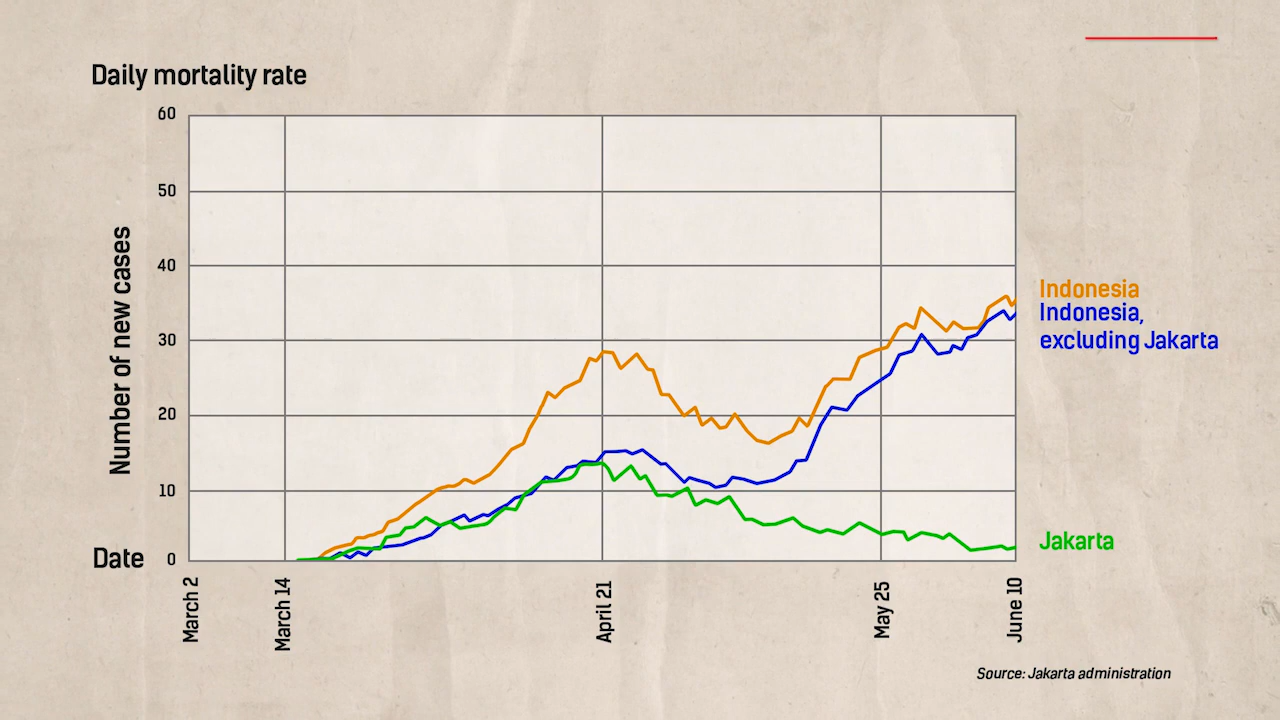 Daily mortality rate
60
50
40
30
20
10
0
Number of new cases
Date
March 2
March 14
April 21
May 25
June 10
Indonesia
Indonesia,
excluding Jakarta
Jakarta
Source: Jakarta administration